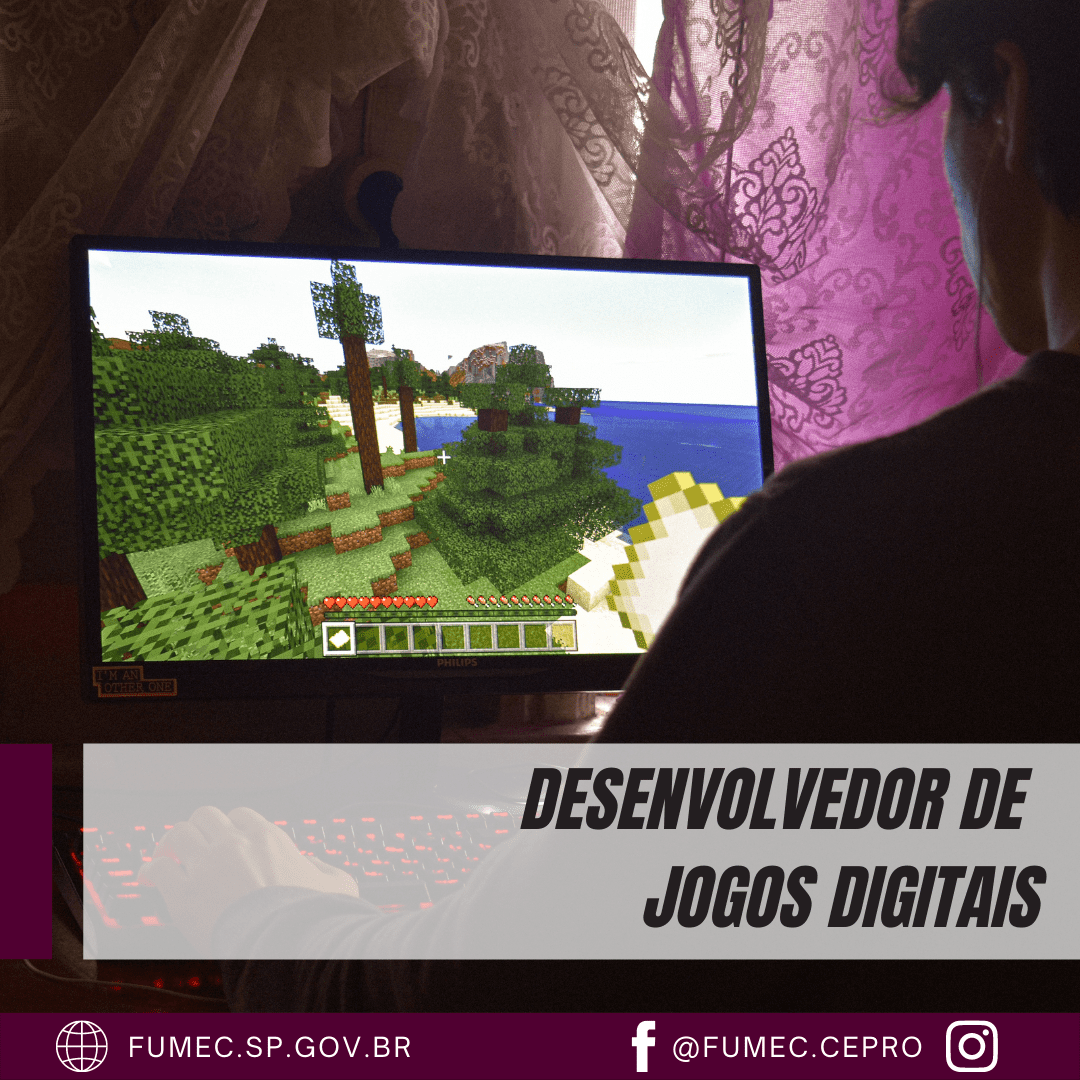 PHILIPS
I'M AN
OTHER ONE
DESENVOLVEDOR DE
JOGOS DIGITAIS
FUMEC.SP.GOV.BR
@FUMEC.CEPRO